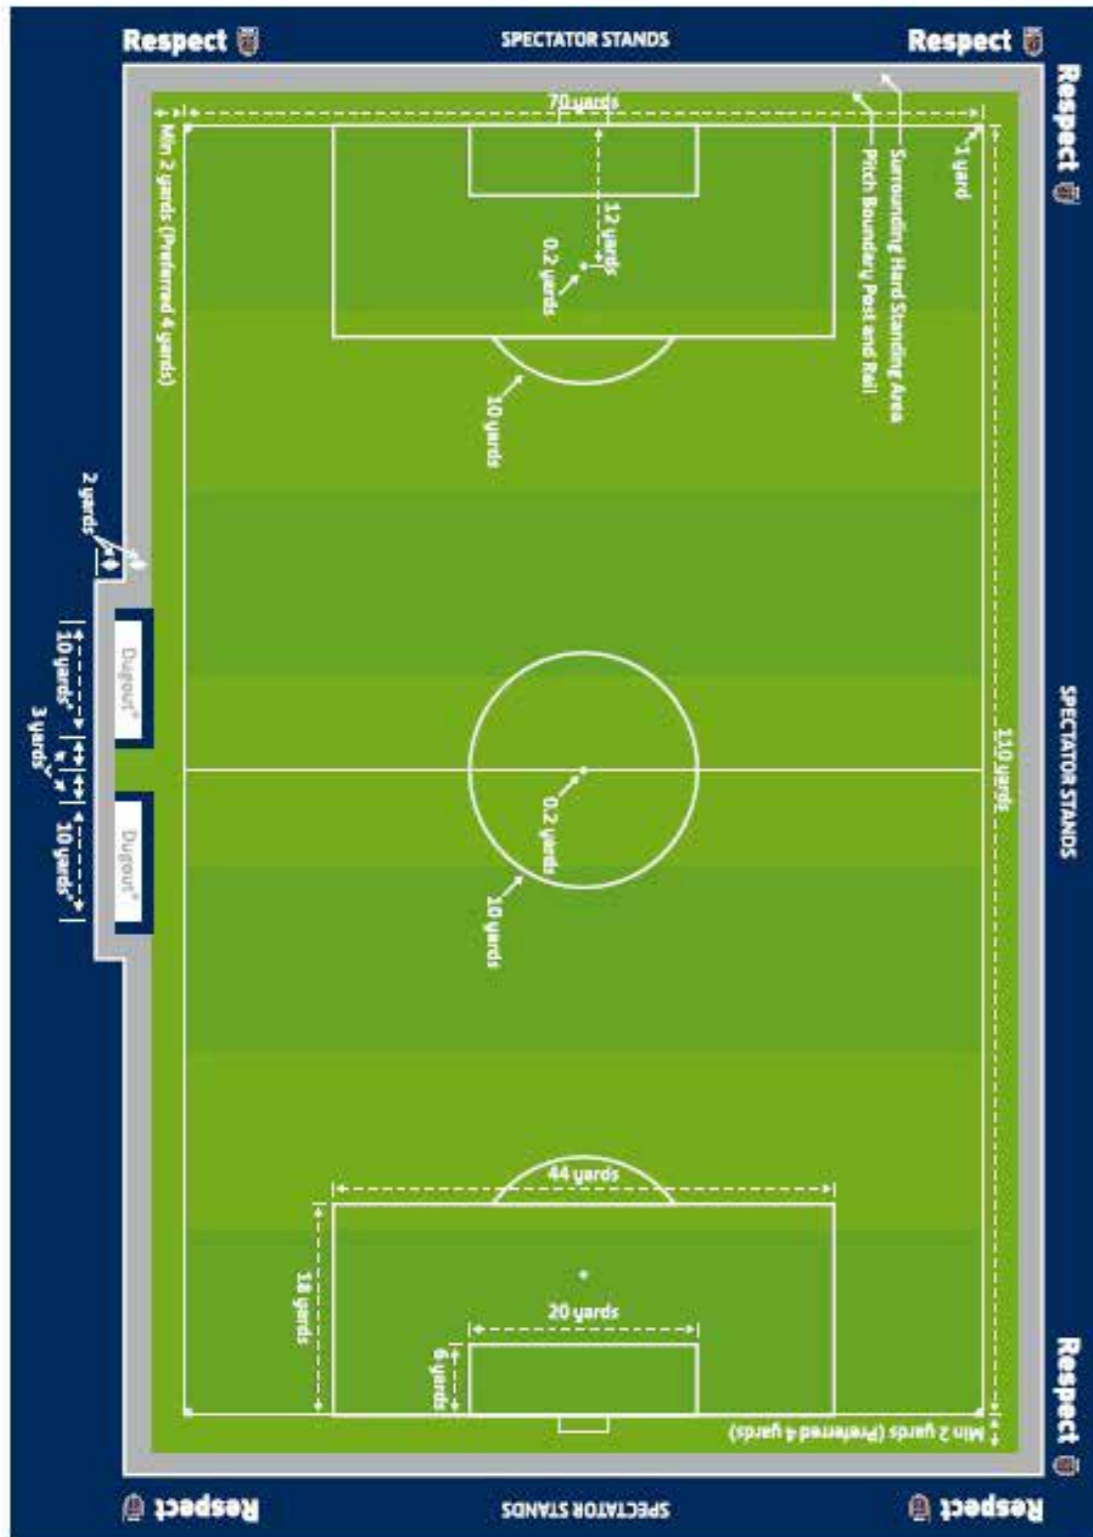 Respect
SPECTATOR STANDS
Respect
Respect
70 yards
1 yard
Surrounding Hard Standing Area
Pitch Boundary Post and Rail
Min 2 yards (Preferred 4 yards)
12 yards
0.2 yards
10 yards
2 yards
Dugout*
10 yards*
3 yards
Dugout*
10 yards*
0.2 yards
10 yards
110 yards
SPECTATOR STANDS
44 yards
18 yards
20 yards
6 yards
Min 2 yards (Preferred 4 yards)
Respect
Respect
SPECTATOR STANDS
Respect